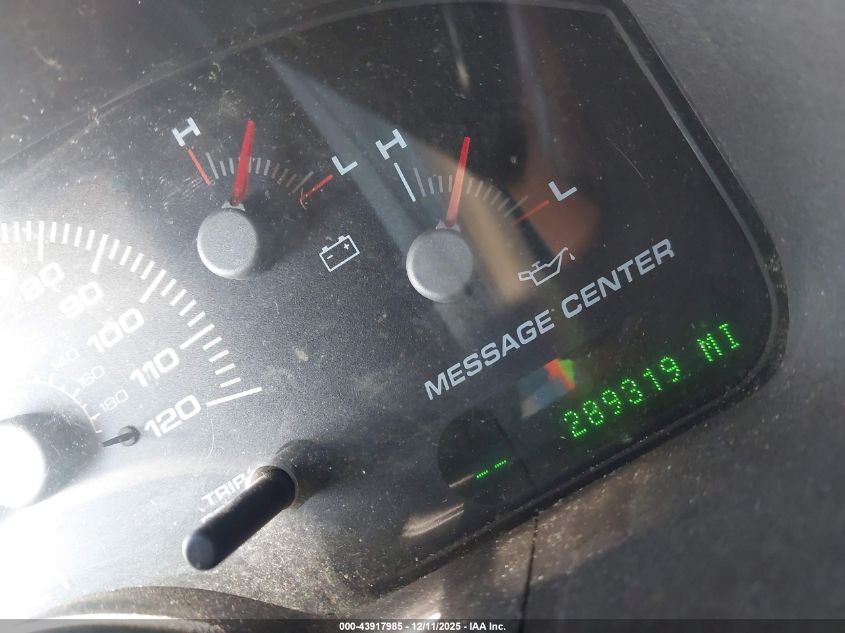 H
L
H
L
80
90
100
110
120
140
160
180
MESSAGE CENTER
289319 MI
-- 
TRIP
000-43917985 - 12/11/2025 - IAA Inc.